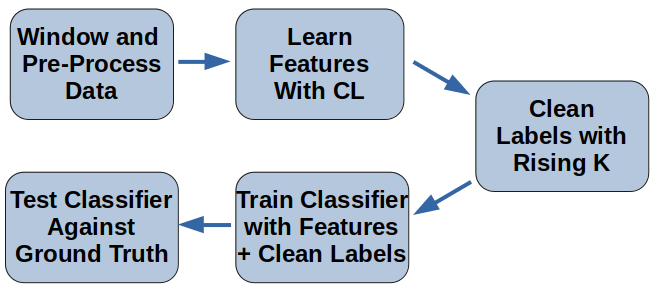 Window and
Pre-Process
Data
Learn
Features
With CL
Clean
Labels with
Rising K
Train Classifier
with Features
+ Clean Labels
Test Classifier
Against
Ground Truth